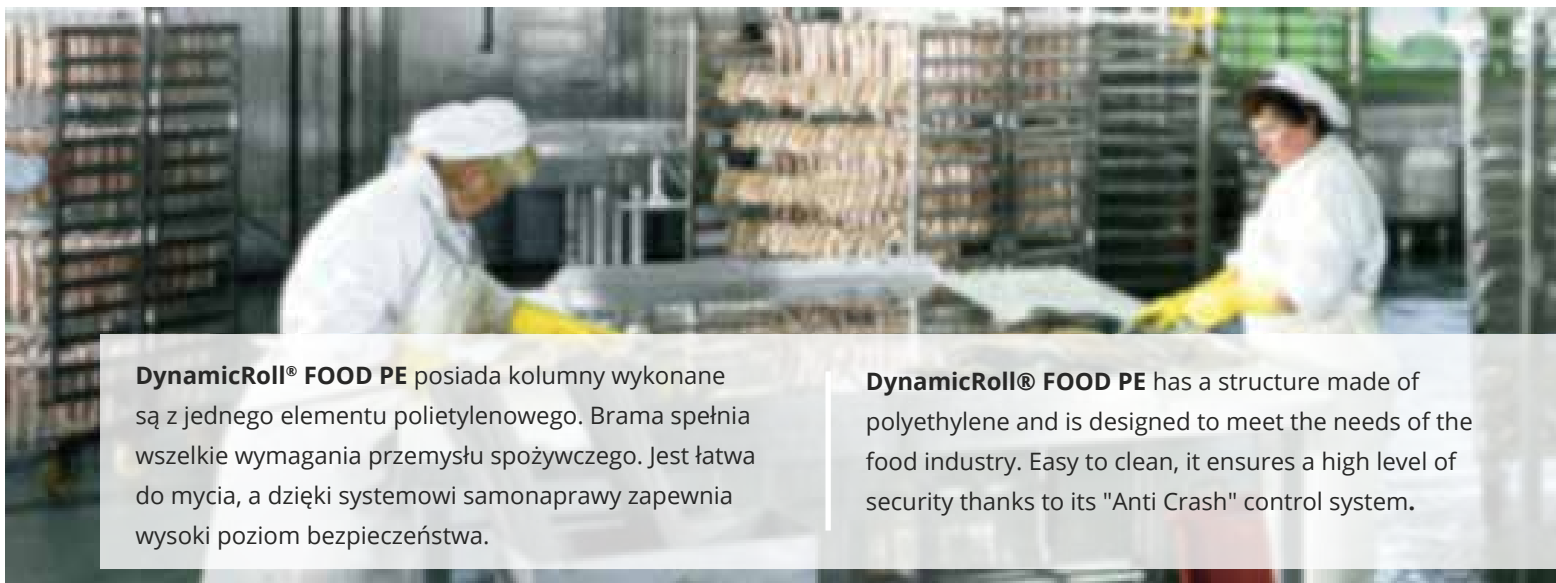 DynamicRoll® FOOD PE posiada kolumny wykonane
są z jednego elementu polietylenowego. Brama spełnia
wszelkie wymagania przemysłu spożywczego. Jest łatwa
do mycia, a dzięki systemowi samonaprawy zapewnia
wysoki poziom bezpieczeństwa.
DynamicRoll® FOOD PE has a structure made of
polyethylene and is designed to meet the needs of the
food industry. Easy to clean, it ensures a high level of
security thanks to its "Anti Crash" control system.